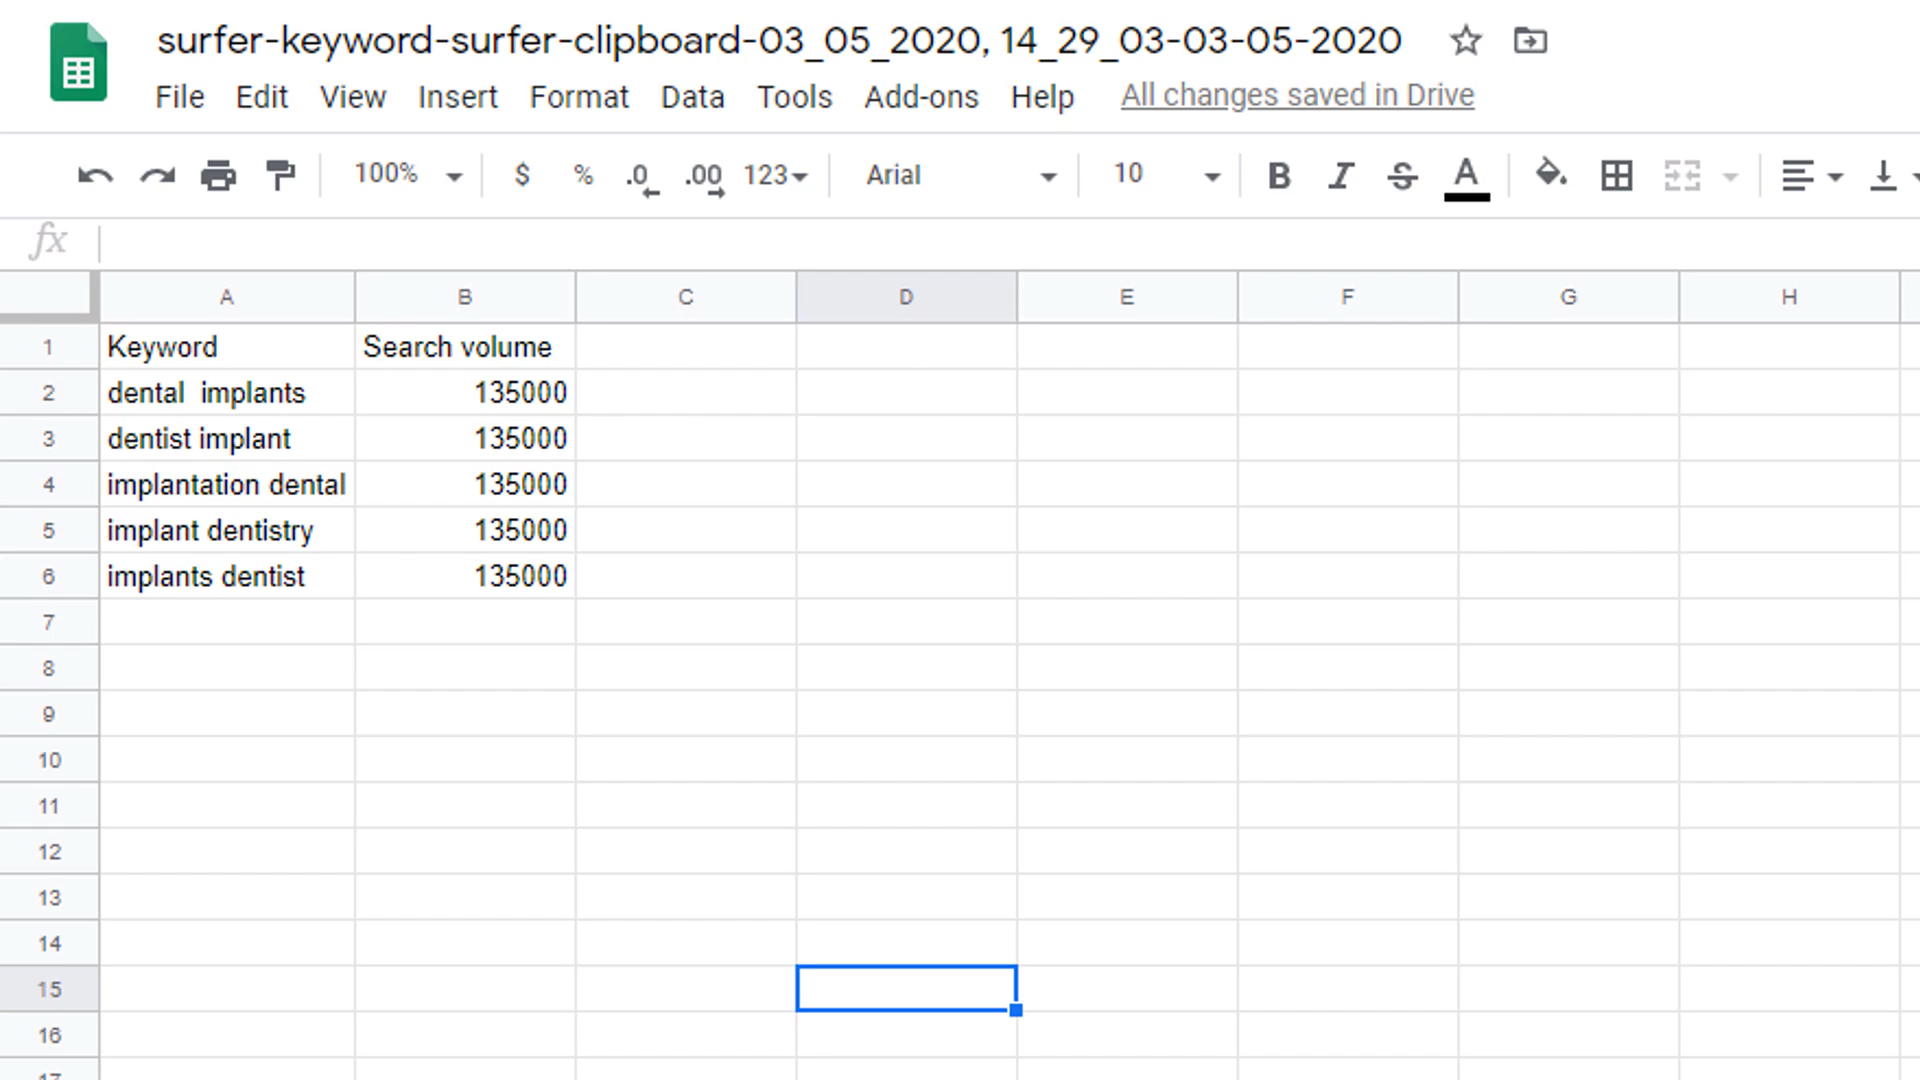 surfer-keyword-surfer-clipboard-03_05_2020, 14_29_03-03-05-2020
File Edit View Insert Format Data Tools Add-ons Help All changes saved in Drive
100% $ % .0 .00 123 Arial 10 B I S A
fx
A B C D E F G H
1 Keyword Search volume
2 dental  implants 135000
3 dentist implant 135000
4 implantation dental 135000
5 implant dentistry 135000
6 implants dentist 135000
7
8
9
10
11
12
13
14
15
16
17